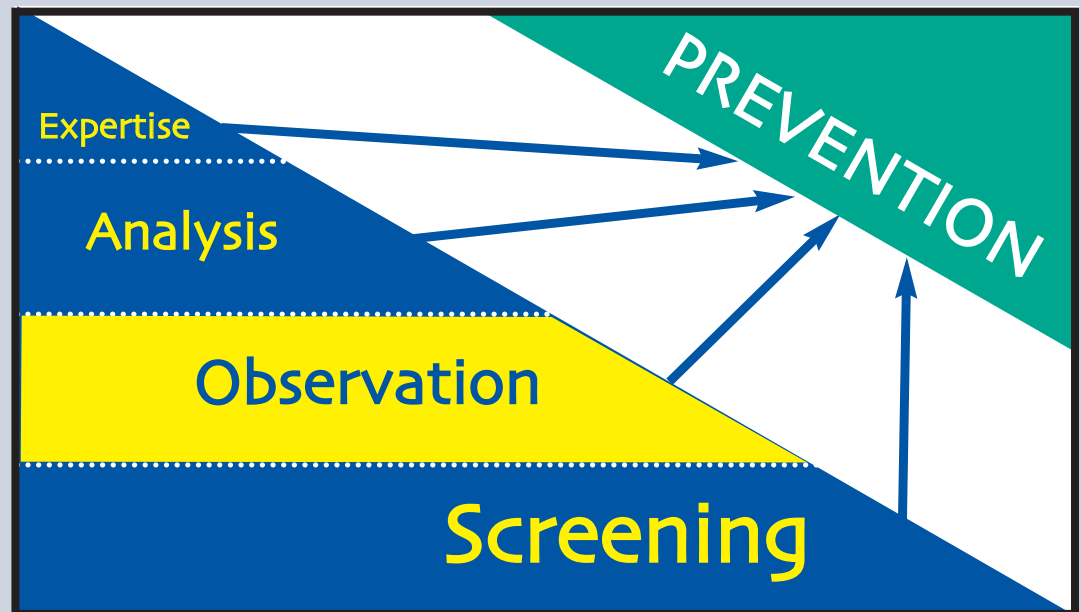 PREVENTION
Expertise
Analysis
Observation
Screening